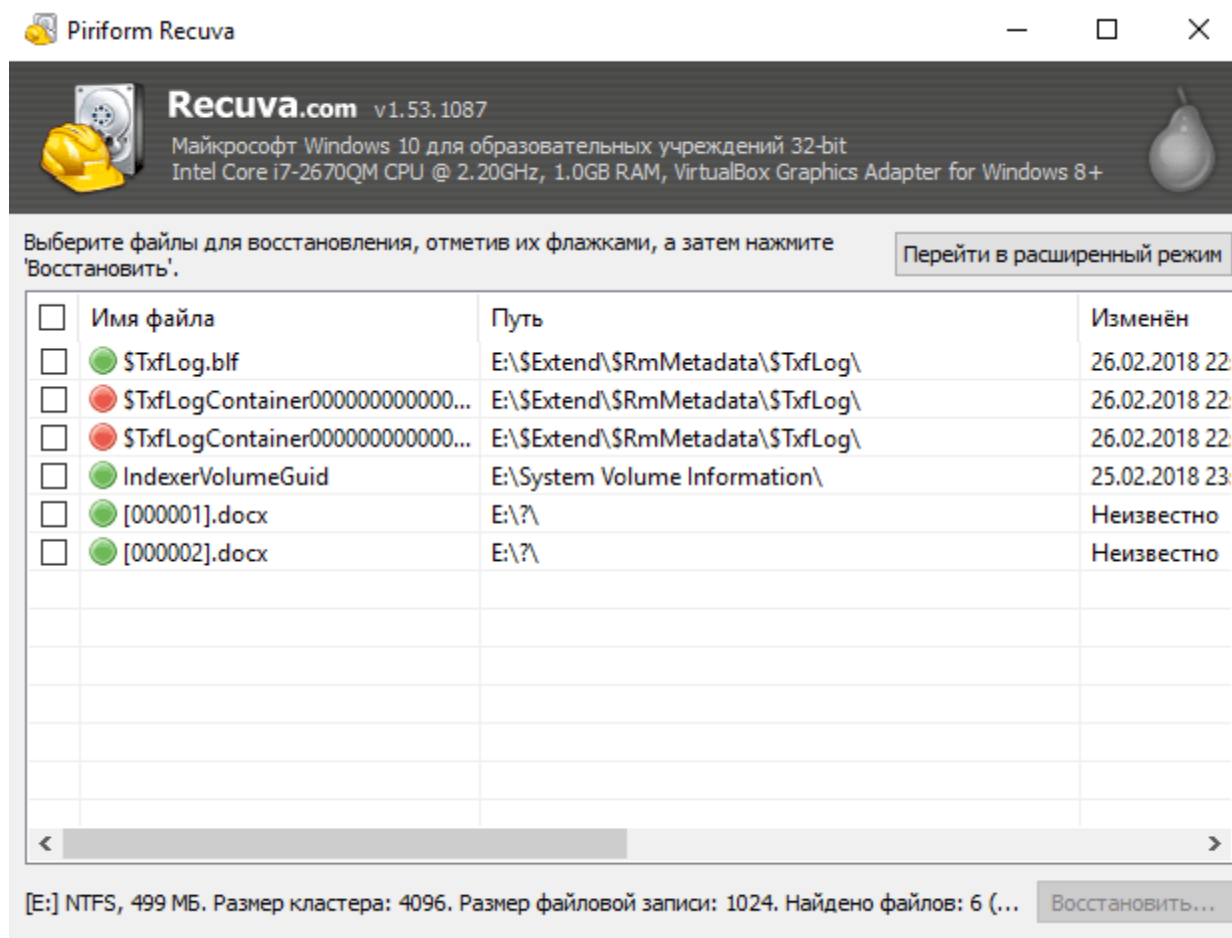 Piriform Recuva
Recuva.com v1.53.1087
Майкрософт Windows 10 для образовательных учреждений 32-bit
Intel Core i7-2670QM CPU @ 2.20GHz, 1.0GB RAM, VirtualBox Graphics Adapter for Windows 8+
Выберите файлы для восстановления, отметив их флажками, а затем нажмите
'Восстановить'.
Перейти в расширенный режим
Имя файла Путь Изменён
$TxfLog.blf E:\$Extend\$RmMetadata\$TxfLog\ 26.02.2018 22:
$TxfLogContainer000000000000... E:\$Extend\$RmMetadata\$TxfLog\ 26.02.2018 22:
$TxfLogContainer000000000000... E:\$Extend\$RmMetadata\$TxfLog\ 26.02.2018 22:
IndexerVolumeGuid E:\System Volume Information\ 25.02.2018 23:
[000001].docx E:\?\ Неизвестно
[000002].docx E:\?\ Неизвестно
[E:] NTFS, 499 МБ. Размер кластера: 4096. Размер файловой записи: 1024. Найдено файлов: 6 (... Восстановить...